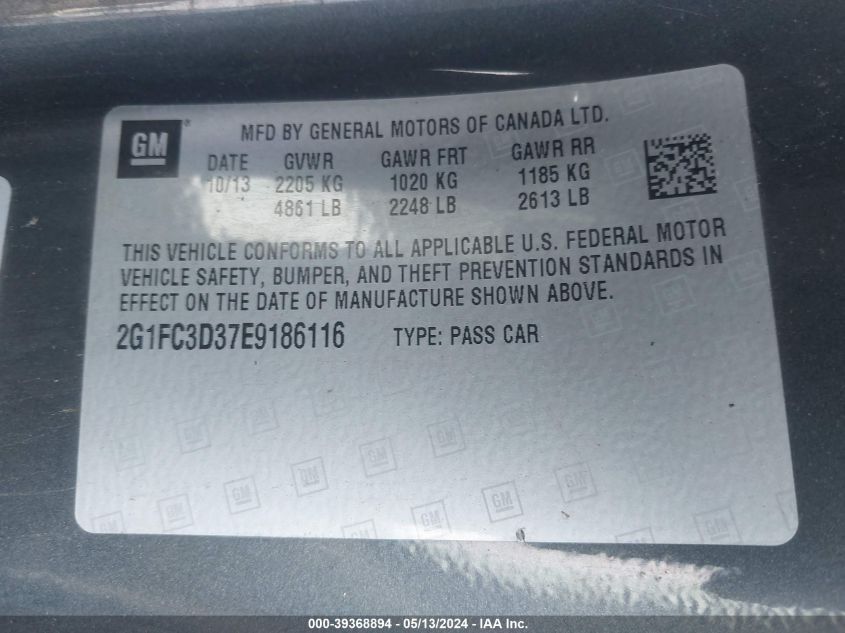 GM ®
MFD BY GENERAL MOTORS OF CANADA LTD.
DATE GVWR GAWR FRT GAWR RR
10/13 2205 KG 1020 KG 1185 KG
4861 LB 2248 LB 2613 LB
THIS VEHICLE CONFORMS TO ALL APPLICABLE U.S. FEDERAL MOTOR
VEHICLE SAFETY, BUMPER, AND THEFT PREVENTION STANDARDS IN
EFFECT ON THE DATE OF MANUFACTURE SHOWN ABOVE.
2G1FC3D37E9186116 TYPE: PASS CAR
000-39368894 - 05/13/2024 - IAA Inc.